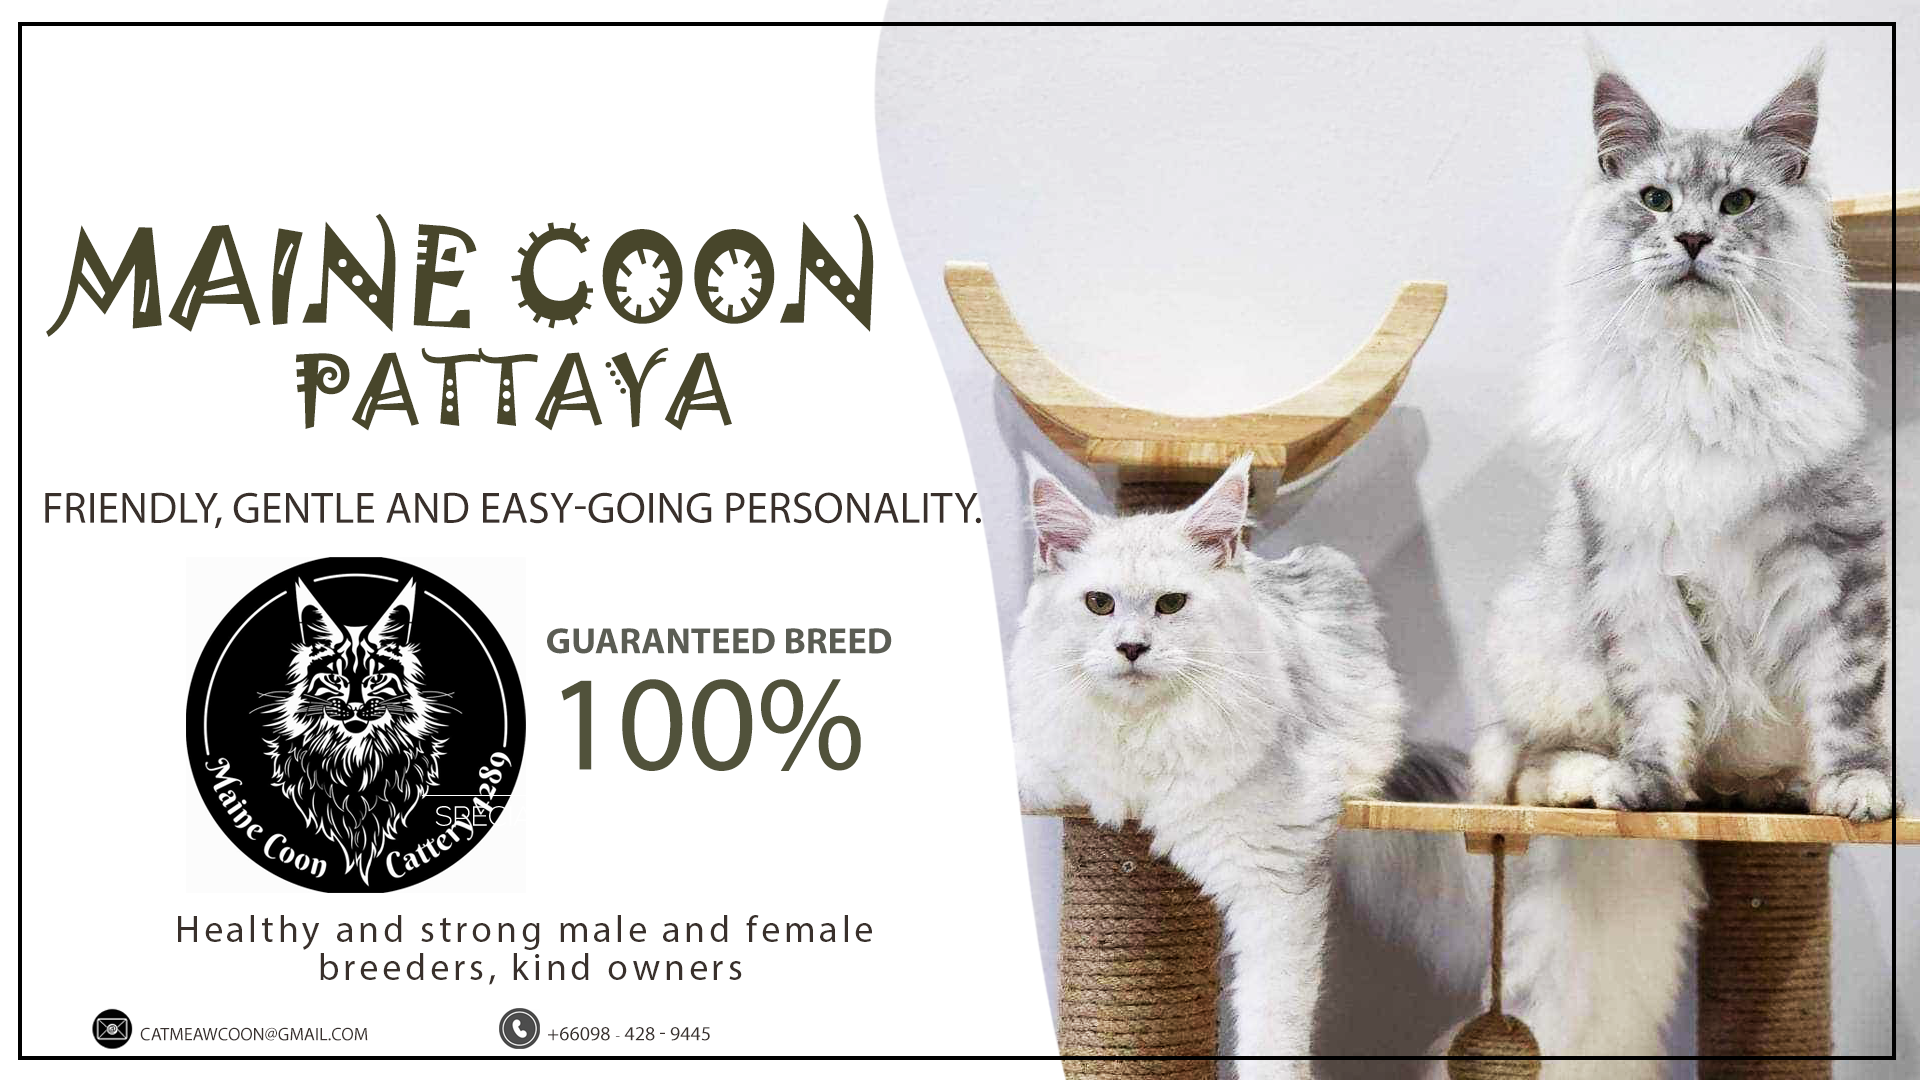 MAINE COON
PATTAYA
FRIENDLY, GENTLE AND EASY-GOING PERSONALITY.
Maine Coon Cattery 4289
GUARANTEED BREED
100%
Healthy and strong male and female
breeders, kind owners
CATMEAWCOON@GMAIL.COM
+66098 - 428 - 9445